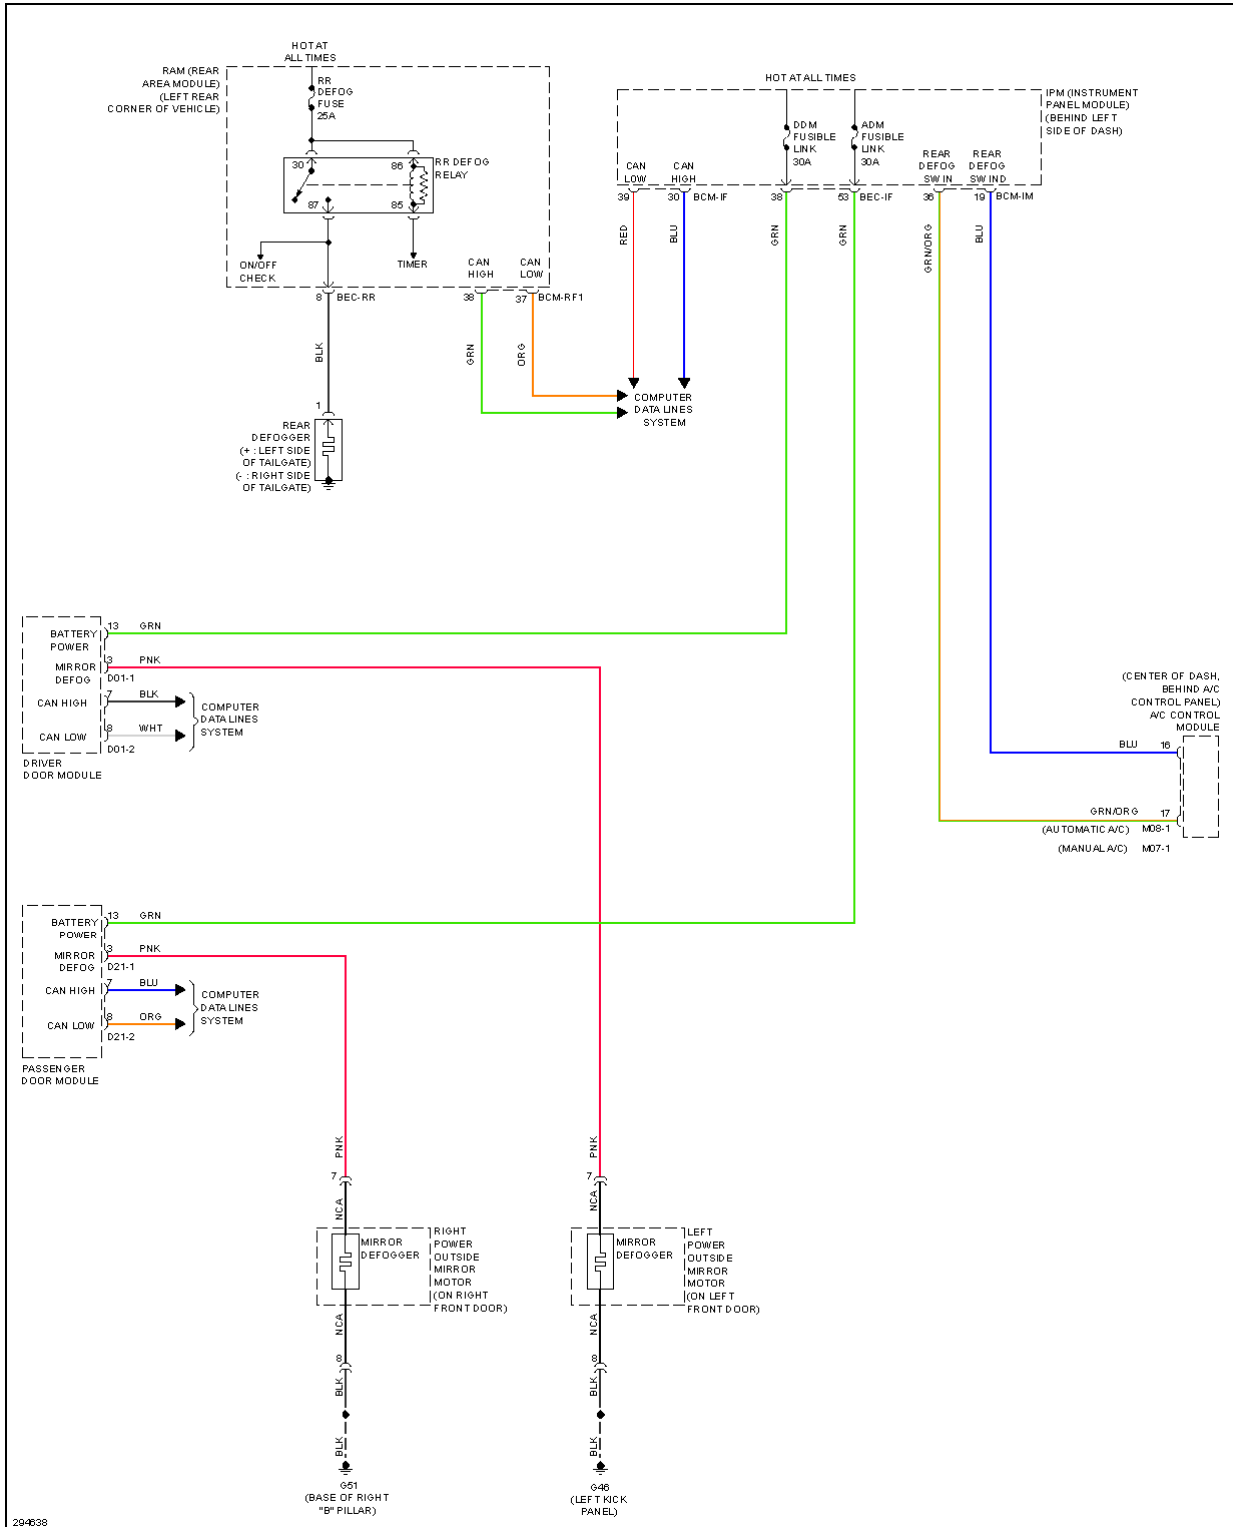 HOT AT
ALL TIMES
RAM (REAR
AREA MODULE)
(LEFT REAR
CORNER OF VEHICLE)
RR
DEFOG
FUSE
25A
30
86
RR DEFOG
RELAY
87
85
ON/OFF
CHECK
TIMER
CAN
HIGH
CAN
LOW
8
BEC-RR
38
37
BCM-RF1
BLK
GRN
ORG
1
REAR
DEFOGGER
(+ : LEFT SIDE
OF TAILGATE)
(- : RIGHT SIDE
OF TAILGATE)
HOT AT ALL TIMES
IPM (INSTRUMENT
PANEL MODULE)
(BEHIND LEFT
SIDE OF DASH)
DDM
FUSIBLE
LINK
30A
ADM
FUSIBLE
LINK
30A
CAN
LOW
CAN
HIGH
REAR
DEFOG
SW IN
REAR
DEFOG
SW IND
39
30
BCM-IF
38
53
BEC-IF
36
19
BCM-IM
RED
BLU
GRN
GRN
GRN/ORG
BLU
COMPUTER
DATA LINES
SYSTEM
BATTERY
POWER
13
GRN
MIRROR
DEFOG
3
PNK
D01-1
CAN HIGH
7
BLK
CAN LOW
8
WHT
D01-2
COMPUTER
DATA LINES
SYSTEM
DRIVER
DOOR MODULE
(CENTER OF DASH,
BEHIND A/C
CONTROL PANEL)
A/C CONTROL
MODULE
BLU
16
GRN/ORG
17
(AUTOMATIC A/C)
M08-1
(MANUAL A/C)
M07-1
BATTERY
POWER
13
GRN
MIRROR
DEFOG
3
PNK
D21-1
CAN HIGH
7
BLU
CAN LOW
8
ORG
D21-2
COMPUTER
DATA LINES
SYSTEM
PASSENGER
DOOR MODULE
PNK
7
NCA
MIRROR
DEFOGGER
RIGHT
POWER
OUTSIDE
MIRROR
MOTOR
(ON RIGHT
FRONT DOOR)
NCA
8
BLK
BLK
G51
(BASE OF RIGHT
"B" PILLAR)
PNK
7
NCA
MIRROR
DEFOGGER
LEFT
POWER
OUTSIDE
MIRROR
MOTOR
(ON LEFT
FRONT DOOR)
NCA
8
BLK
BLK
G46
(LEFT KICK
PANEL)
294638